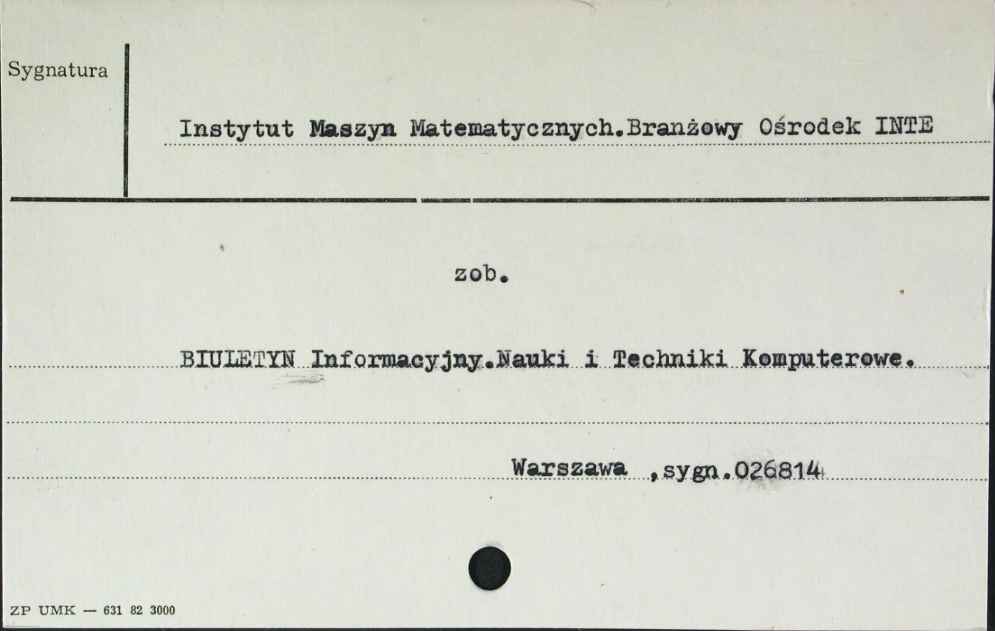 Sygnatura
Instytut Maszyn Matematycznych.Branżowy Ośrodek INTE
zob.
BIULETYN Informacyjny.Nauki i Techniki Komputerowe.
Warszawa ,sygn.026814
ZP UMK — 631 82 3000